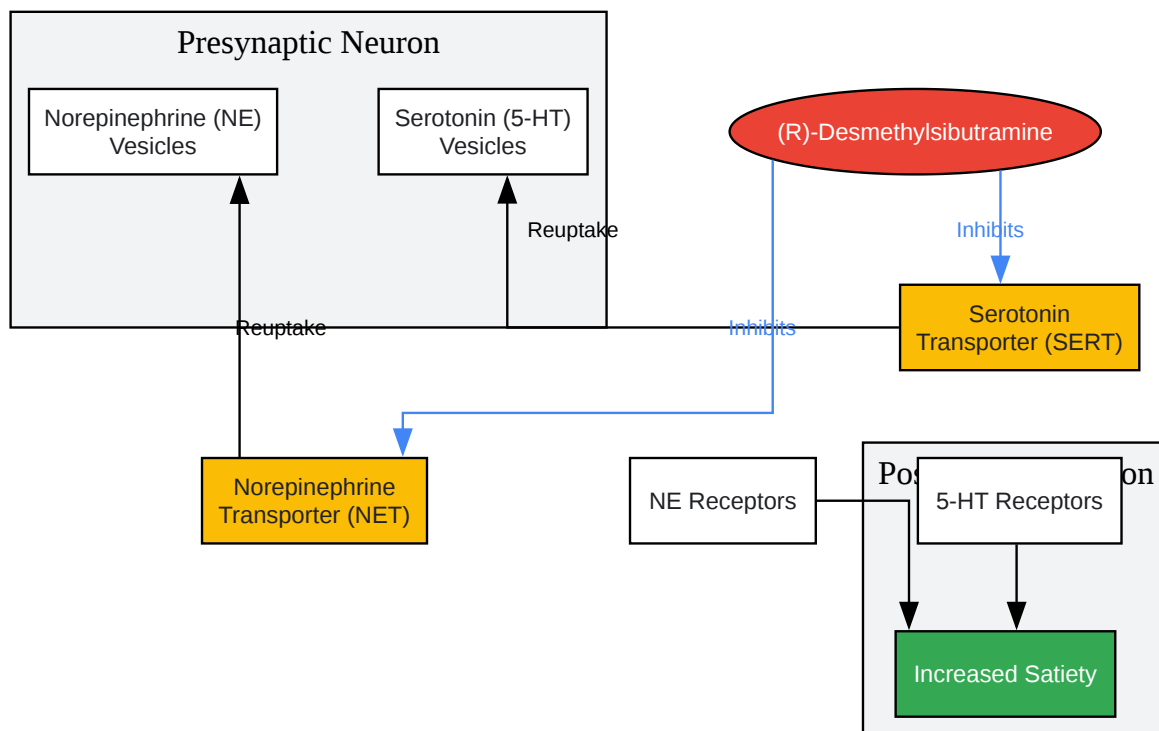 Presynaptic Neuron
Norepinephrine (NE)
Vesicles
Serotonin (5-HT)
Vesicles
(R)-Desmethylsibutramine
Reuptake
Inhibits
Serotonin
Transporter (SERT)
Reuptake
Inhibits
Norepinephrine
Transporter (NET)
NE Receptors
5-HT Receptors
Increased Satiety